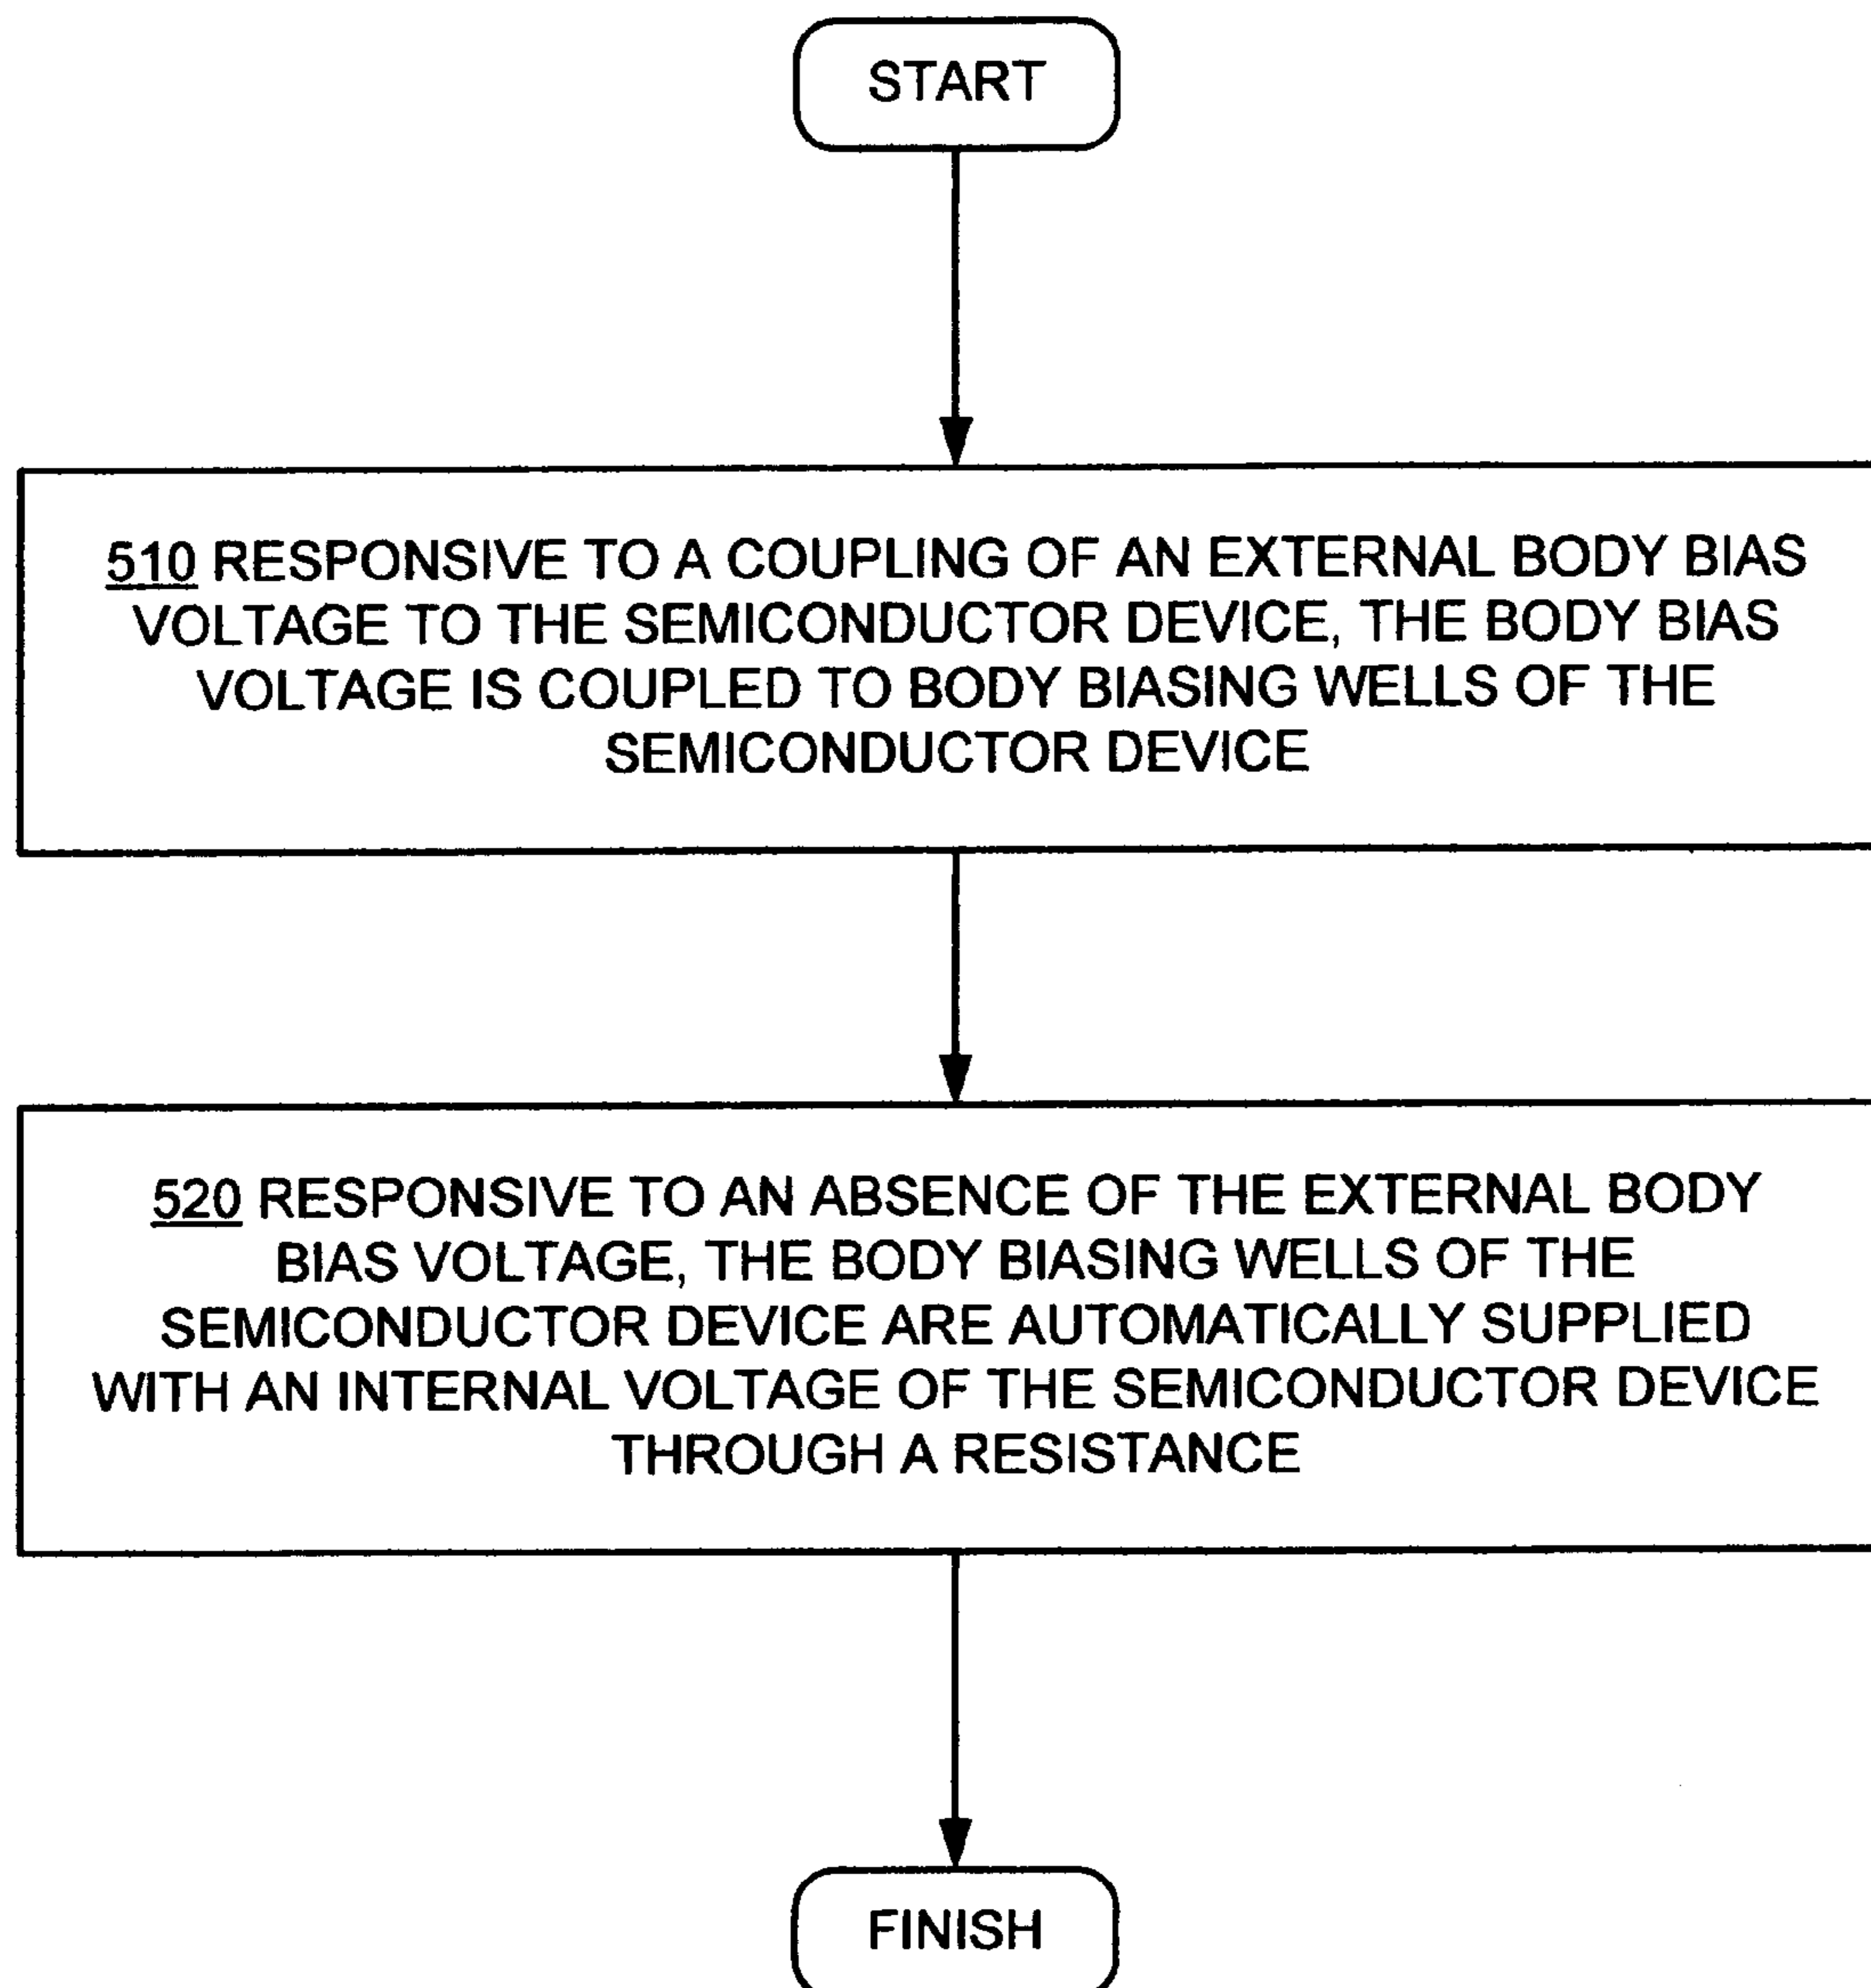 START
510 RESPONSIVE TO A COUPLING OF AN EXTERNAL BODY BIAS
VOLTAGE TO THE SEMICONDUCTOR DEVICE, THE BODY BIAS
VOLTAGE IS COUPLED TO BODY BIASING WELLS OF THE
SEMICONDUCTOR DEVICE
520 RESPONSIVE TO AN ABSENCE OF THE EXTERNAL BODY
BIAS VOLTAGE, THE BODY BIASING WELLS OF THE
SEMICONDUCTOR DEVICE ARE AUTOMATICALLY SUPPLIED
WITH AN INTERNAL VOLTAGE OF THE SEMICONDUCTOR DEVICE
THROUGH A RESISTANCE
FINISH